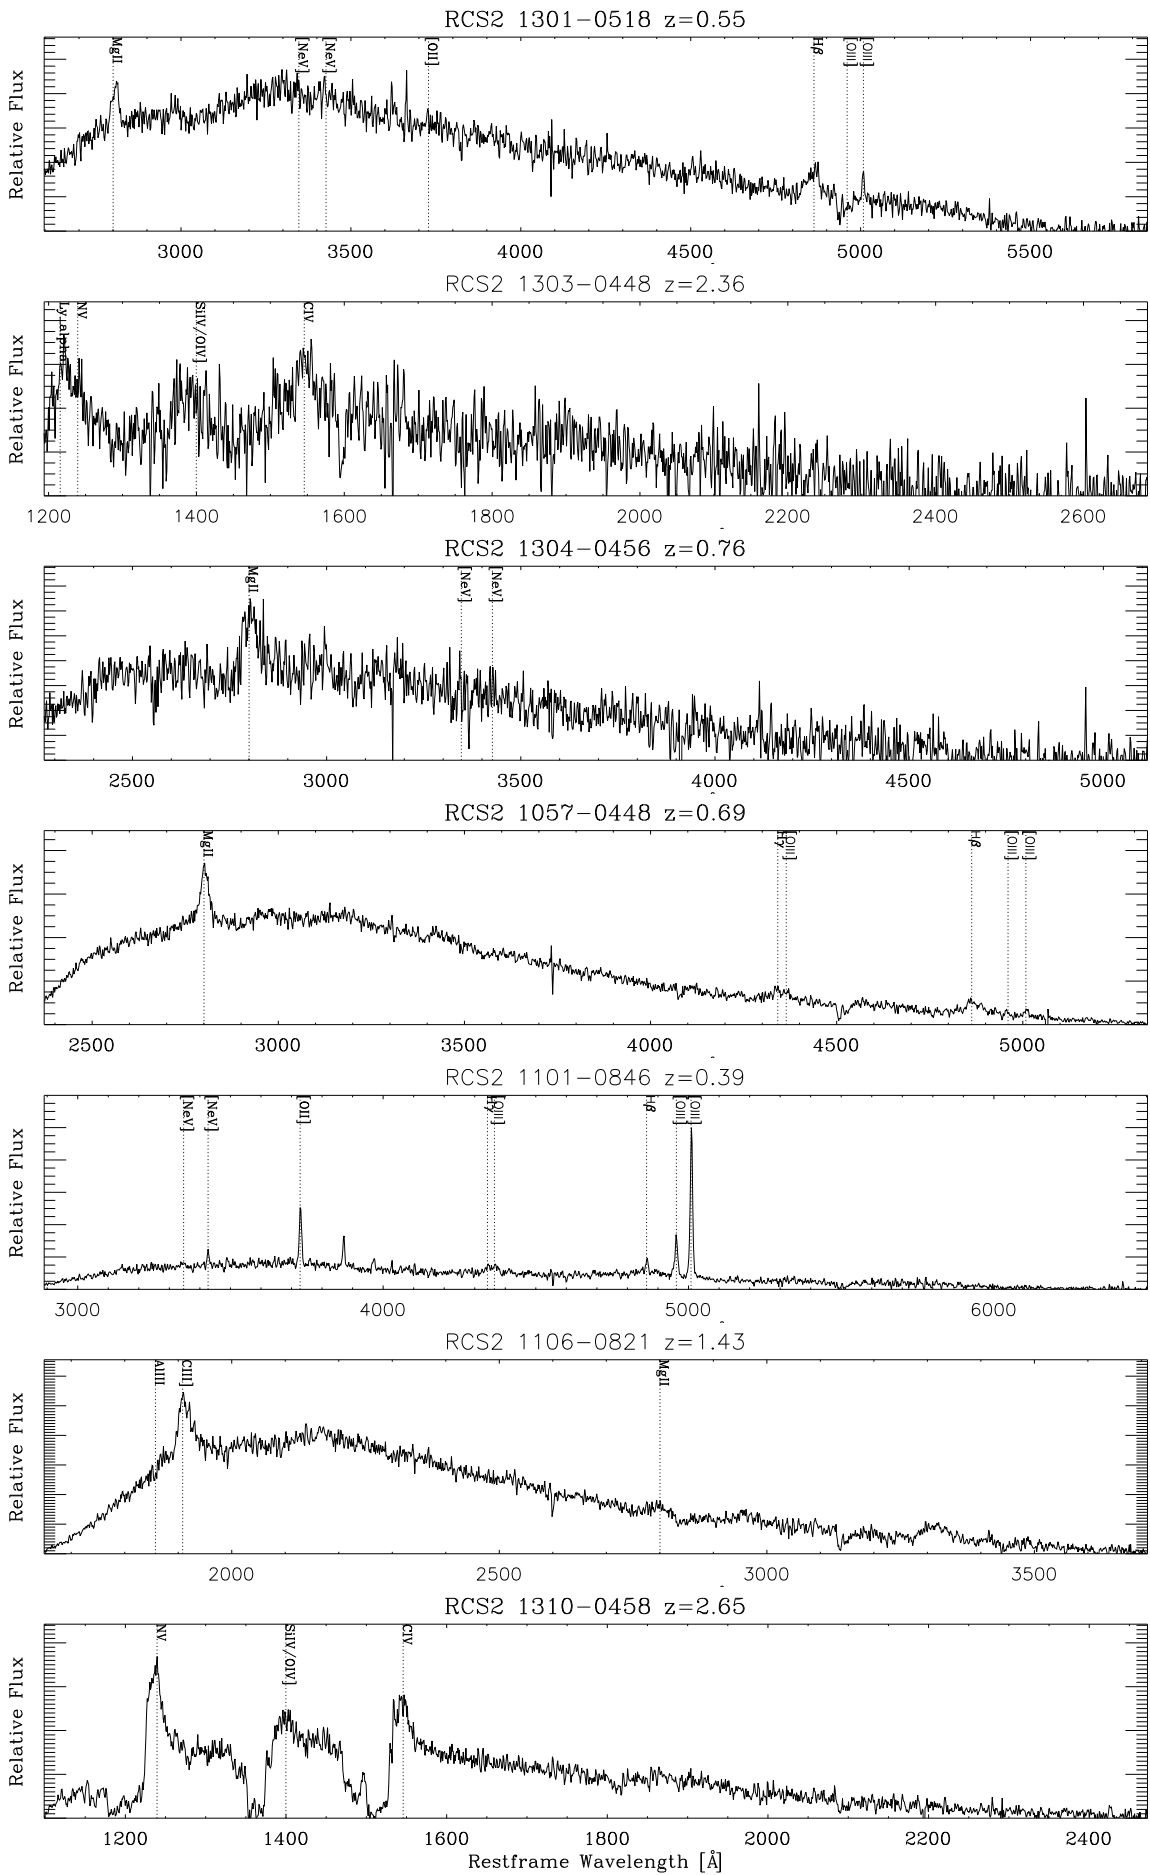 RCS2 1301−0518 z=0.55
MgII [NeV] [NeV] [OII] Hβ [OIII] [OIII]
Relative Flux
3000 3500 4000 4500 5000 5500
RCS2 1303−0448 z=2.36
Ly alpha NV SiIV/OIV] CIV
Relative Flux
1200 1400 1600 1800 2000 2200 2400 2600
RCS2 1304−0456 z=0.76
MgII [NeV] [NeV]
Relative Flux
2500 3000 3500 4000 4500 5000
RCS2 1057−0448 z=0.69
MgII Hγ [OIII] Hβ [OIII] [OIII]
Relative Flux
2500 3000 3500 4000 4500 5000
RCS2 1101−0846 z=0.39
[NeV] [NeV] [OII] Hγ [OIII] Hβ [OIII] [OIII]
Relative Flux
3000 4000 5000 6000
RCS2 1106−0821 z=1.43
AlIII CIII] MgII
Relative Flux
2000 2500 3000 3500
RCS2 1310−0458 z=2.65
NV SiIV/OIV] CIV
Relative Flux
1200 1400 1600 1800 2000 2200 2400
Restframe Wavelength [Å]